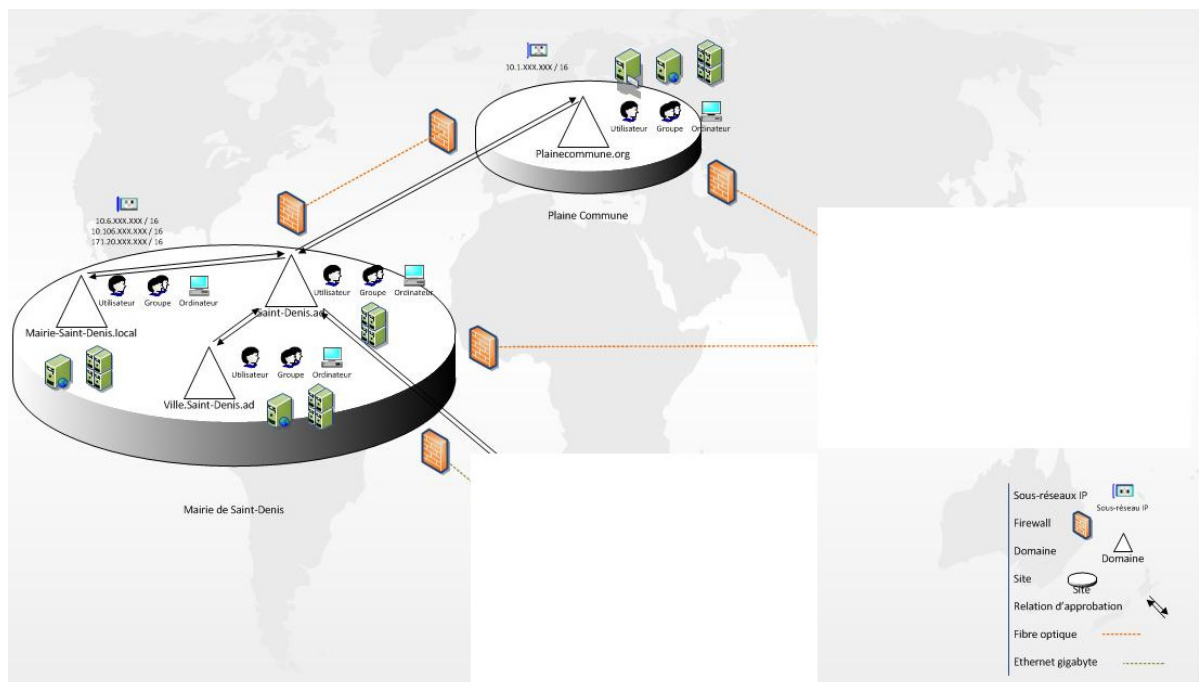 10.1.XXX.XXX / 16
Utilisateur Groupe Ordinateur
Plainecommune.org
Plaine Commune
10.6.XXX.XXX / 16
10.106.XXX.XXX / 16
171.20.XXX.XXX / 16
Utilisateur Groupe Ordinateur
Mairie-Saint-Denis.local
Utilisateur Groupe Ordinateur
Saint-Denis.ad
Utilisateur Groupe Ordinateur
Ville.Saint-Denis.ad
Mairie de Saint-Denis
Sous-réseaux IP
Sous-réseau IP
Firewall
Domaine
Domaine
Site
Site
Relation d'approbation
Fibre optique
Ethernet gigabyte